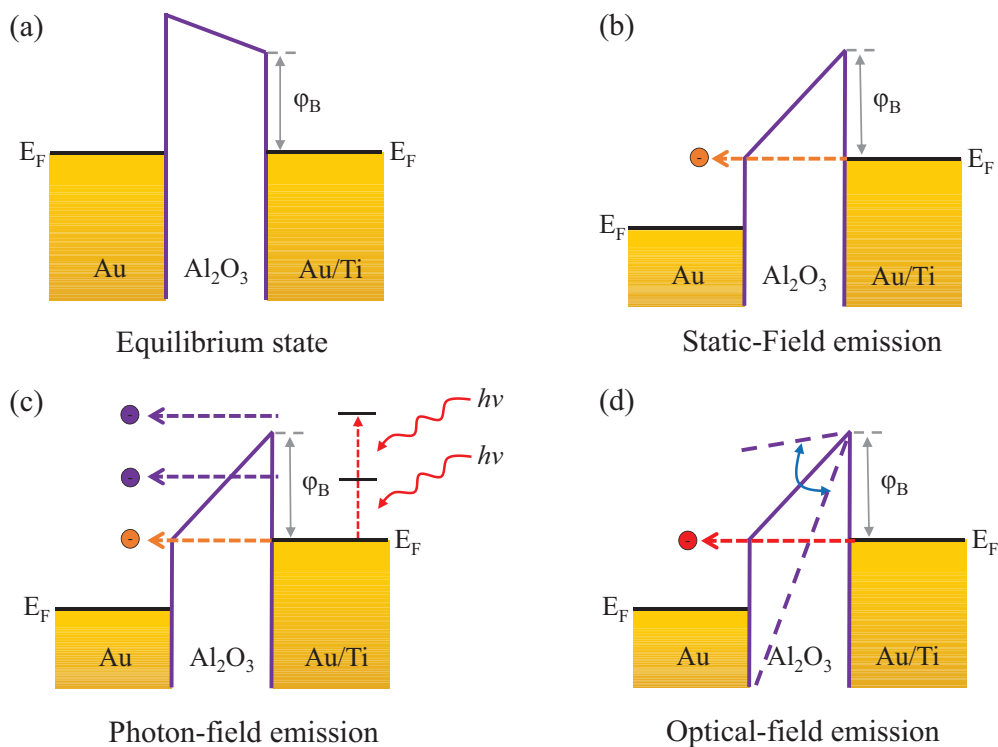 (a)
φB
EF
EF
Au
Al2O3
Au/Ti
Equilibrium state
(b)
φB
EF
EF
Au
Al2O3
Au/Ti
Static-Field emission
(c)
-
hν
-
hν
φB
-
EF
EF
Au
Al2O3
Au/Ti
Photon-field emission
(d)
φB
-
EF
EF
Au
Al2O3
Au/Ti
Optical-field emission